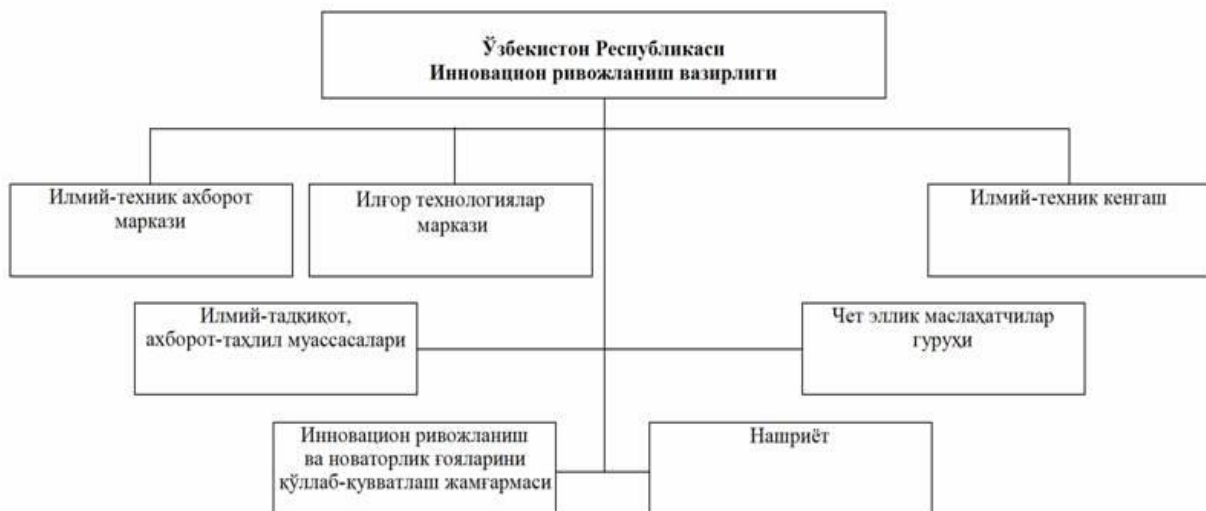 Ўзбекистон Республикаси
Инновацион ривожланиш вазирлиги
Илмий-техник ахборот
маркази
Илғор технологиялар
маркази
Илмий-техник кенгаш
Илмий-тадқиқот,
ахборот-таҳлил муассасалари
Чет эллик маслаҳатчилар
гуруҳи
Инновацион ривожланиш
ва новаторлик ғояларини
қўллаб-қувватлаш жамғармаси
Нашриёт